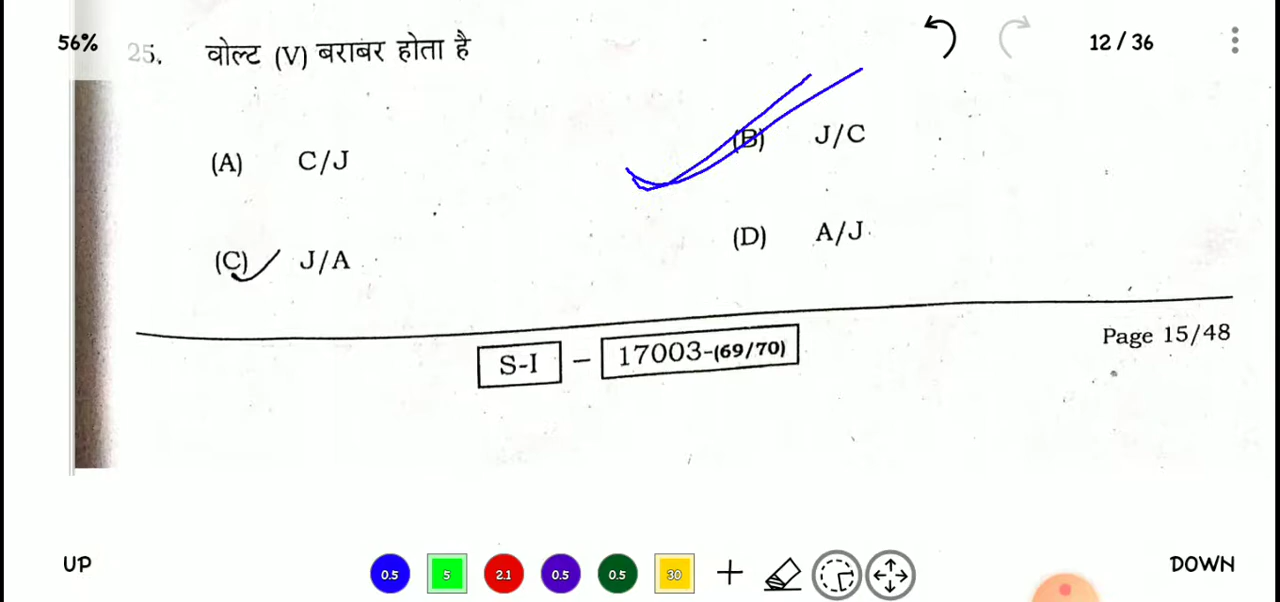 56%
25. वोल्ट (V) बराबर होता है
12 / 36
(A) C/J
(B) J/C
(C) J/A
(D) A/J
Page 15/48
S-I – 17003-(69/70)
UP
0.5 5 2.1 0.5 0.5 30
DOWN